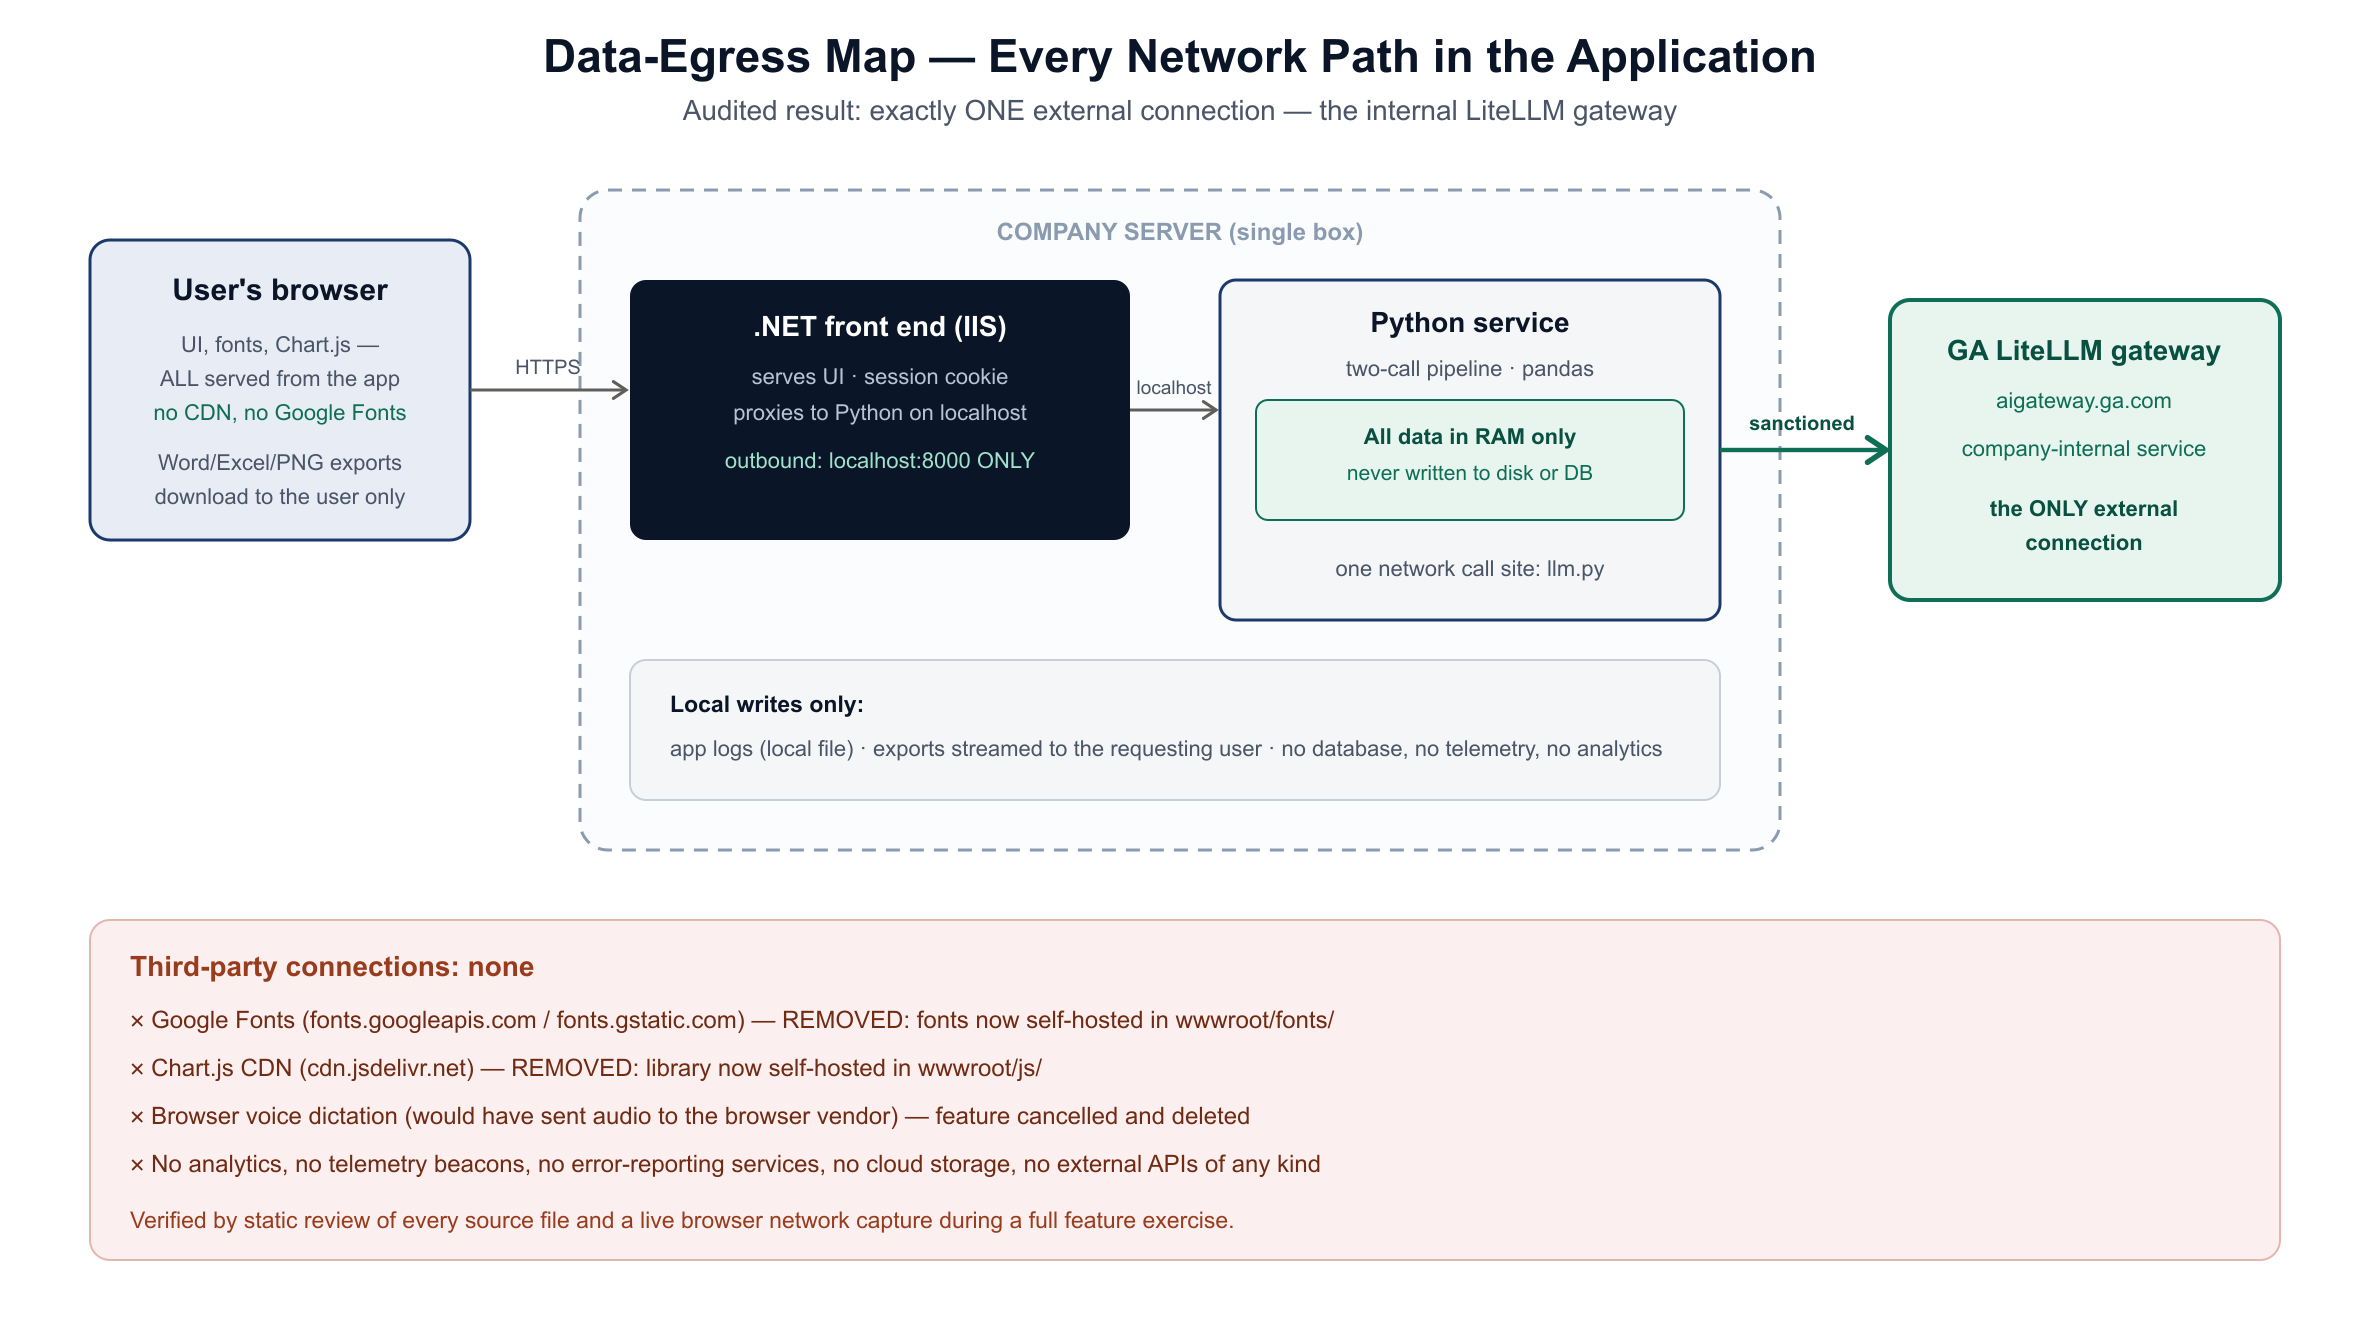 Data-Egress Map — Every Network Path in the Application
Audited result: exactly ONE external connection — the internal LiteLLM gateway
User's browser
UI, fonts, Chart.js —
ALL served from the app
no CDN, no Google Fonts
Word/Excel/PNG exports
download to the user only
HTTPS
COMPANY SERVER (single box)
.NET front end (IIS)
serves UI · session cookie
proxies to Python on localhost
outbound: localhost:8000 ONLY
localhost
Python service
two-call pipeline · pandas
All data in RAM only
never written to disk or DB
one network call site: llm.py
sanctioned
GA LiteLLM gateway
aigateway.ga.com
company-internal service
the ONLY external
connection
Local writes only:
app logs (local file) · exports streamed to the requesting user · no database, no telemetry, no analytics
Third-party connections: none
× Google Fonts (fonts.googleapis.com / fonts.gstatic.com) — REMOVED: fonts now self-hosted in wwwroot/fonts/
× Chart.js CDN (cdn.jsdelivr.net) — REMOVED: library now self-hosted in wwwroot/js/
× Browser voice dictation (would have sent audio to the browser vendor) — feature cancelled and deleted
× No analytics, no telemetry beacons, no error-reporting services, no cloud storage, no external APIs of any kind
Verified by static review of every source file and a live browser network capture during a full feature exercise.